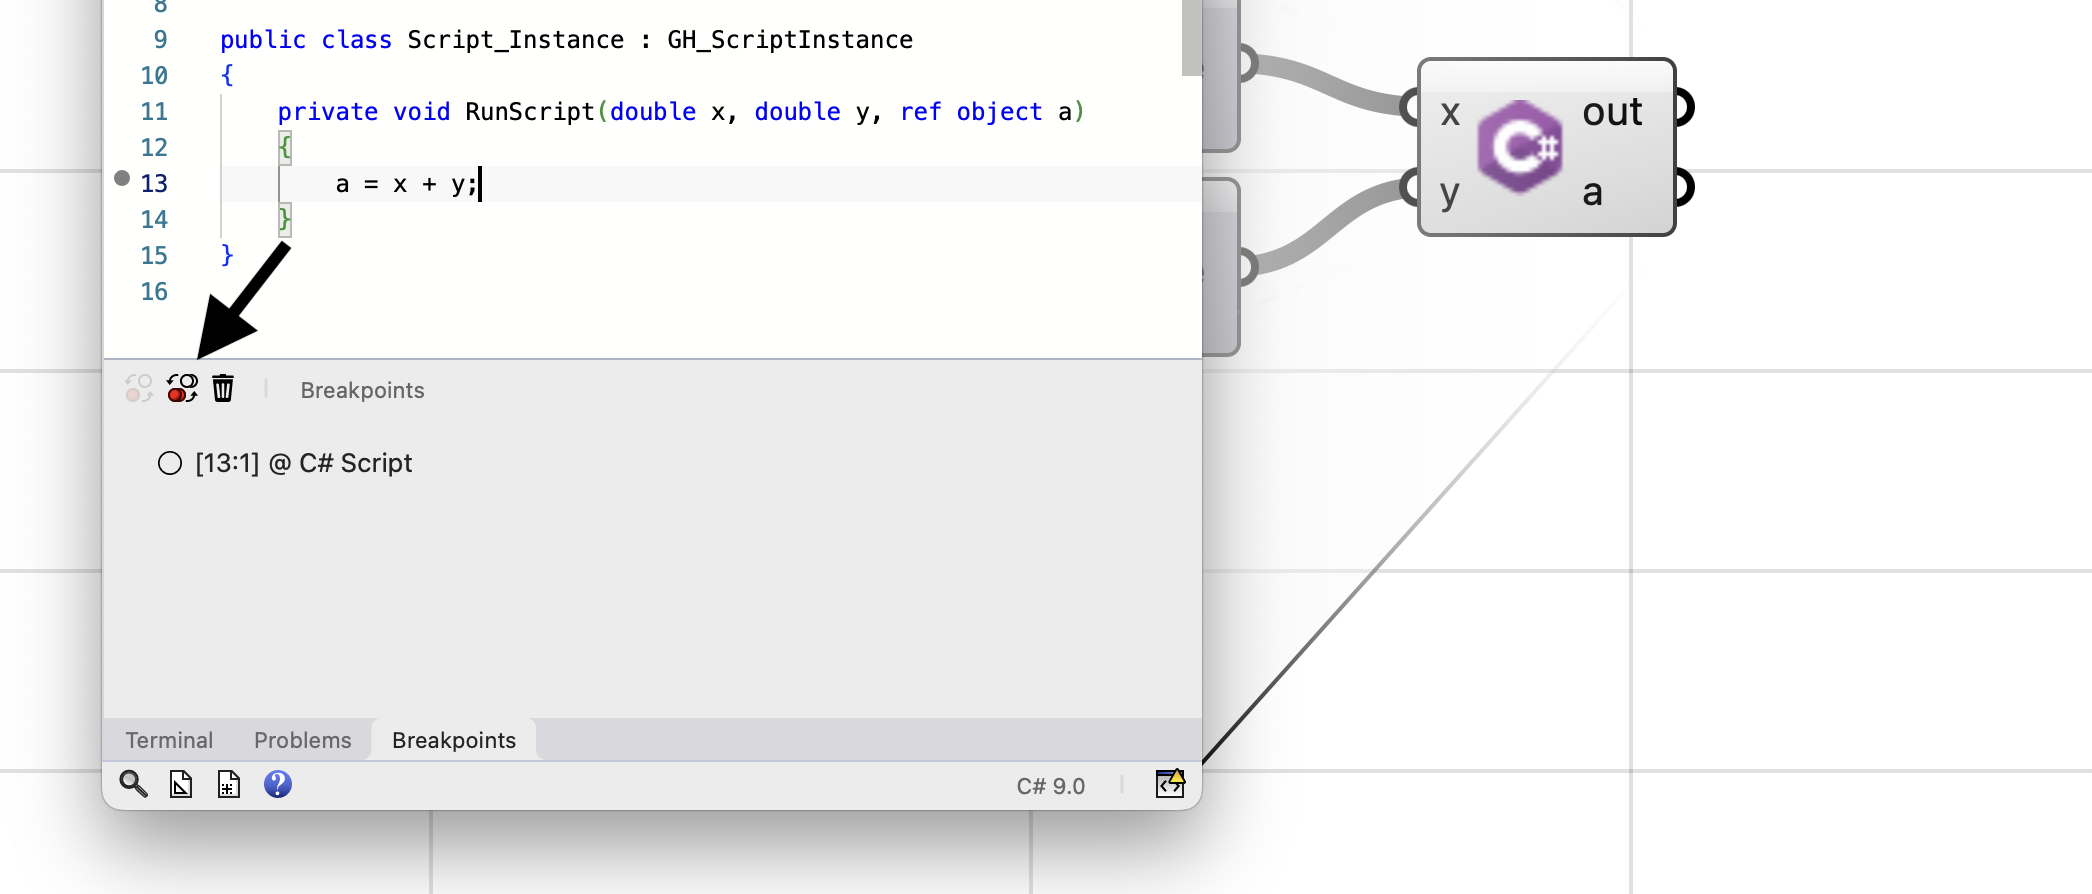 8
9 public class Script_Instance : GH_ScriptInstance
10 {
11 private void RunScript(double x, double y, ref object a)
12 {
13 a = x + y;
14 }
15 }
16
Breakpoints
[13:1] @ C# Script
Terminal Problems Breakpoints
? C# 9.0
x C# out
y a